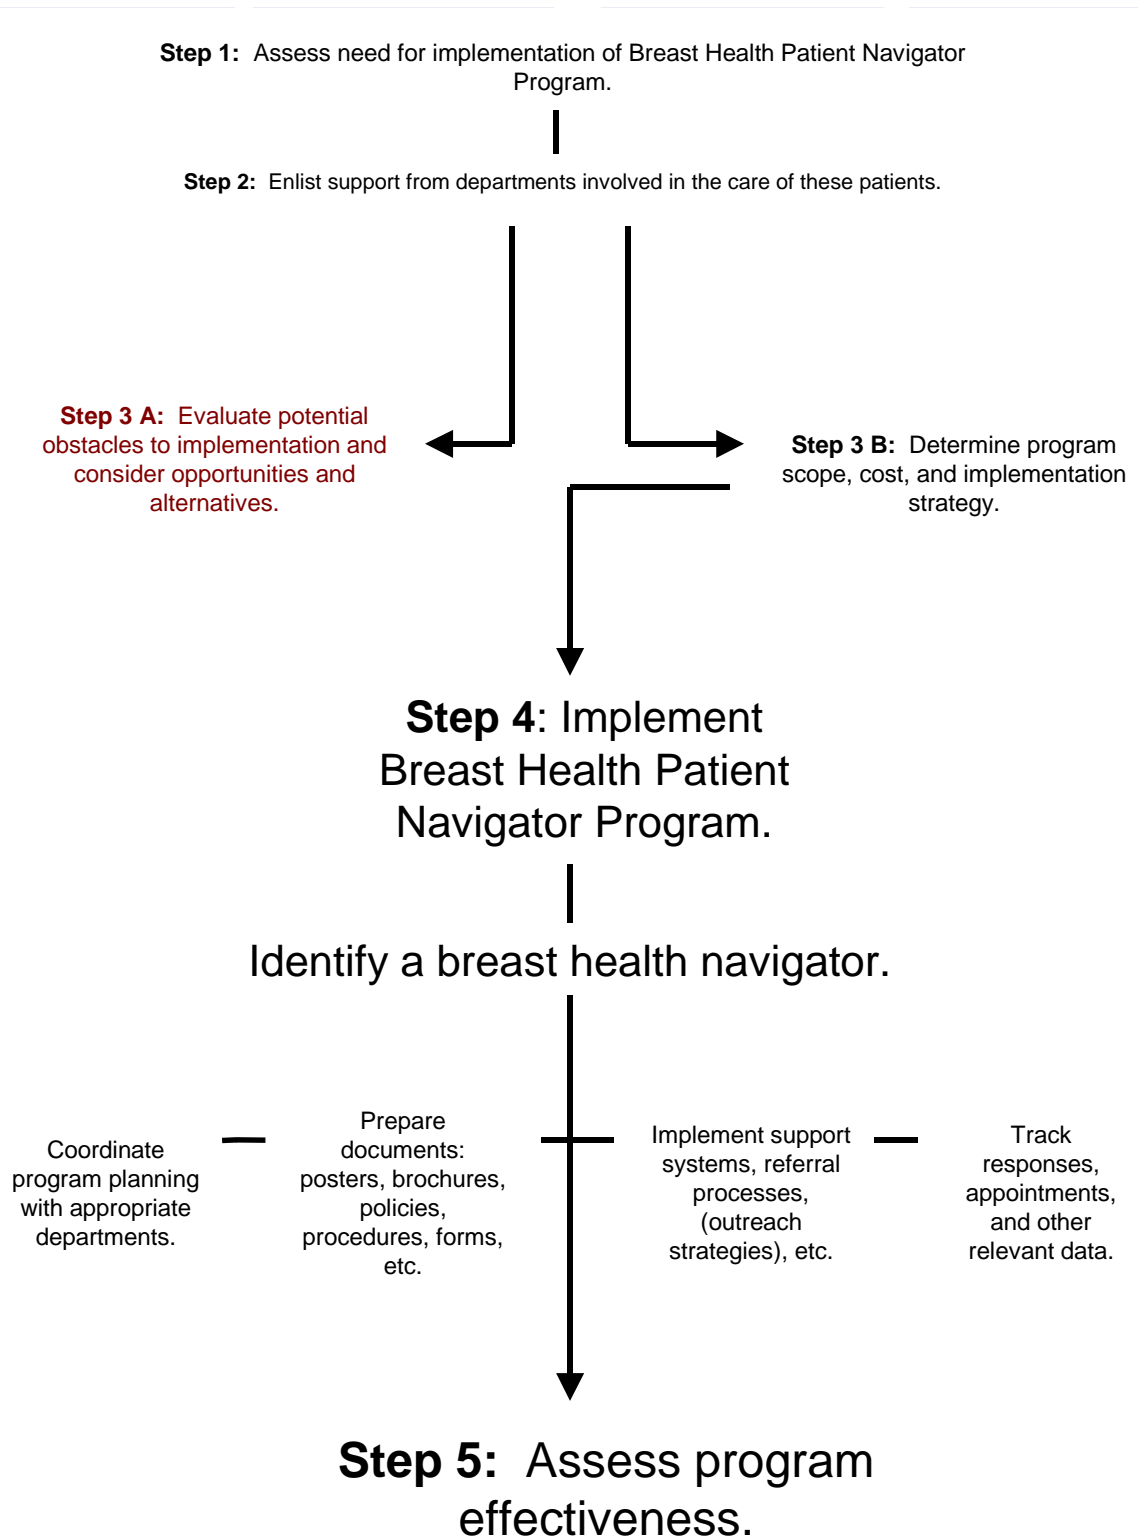 Step 1: Assess need for implementation of Breast Health Patient Navigator
Program.
Step 2: Enlist support from departments involved in the care of these patients.
Step 3 A: Evaluate potential
obstacles to implementation and
consider opportunities and
alternatives.
Step 3 B: Determine program
scope, cost, and implementation
strategy.
Step 4: Implement
Breast Health Patient
Navigator Program.
Identify a breast health navigator.
Coordinate
program planning
with appropriate
departments.
Prepare
documents:
posters, brochures,
policies,
procedures, forms,
etc.
Implement support
systems, referral
processes,
(outreach
strategies), etc.
Track
responses,
appointments,
and other
relevant data.
Step 5: Assess program
effectiveness.